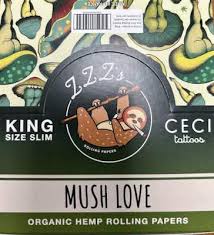 Z.Z.Z's
ROLLING PAPERS
KING
SIZE SLIM
CECI
tattoos
MUSH LOVE
ORGANIC HEMP ROLLING PAPERS